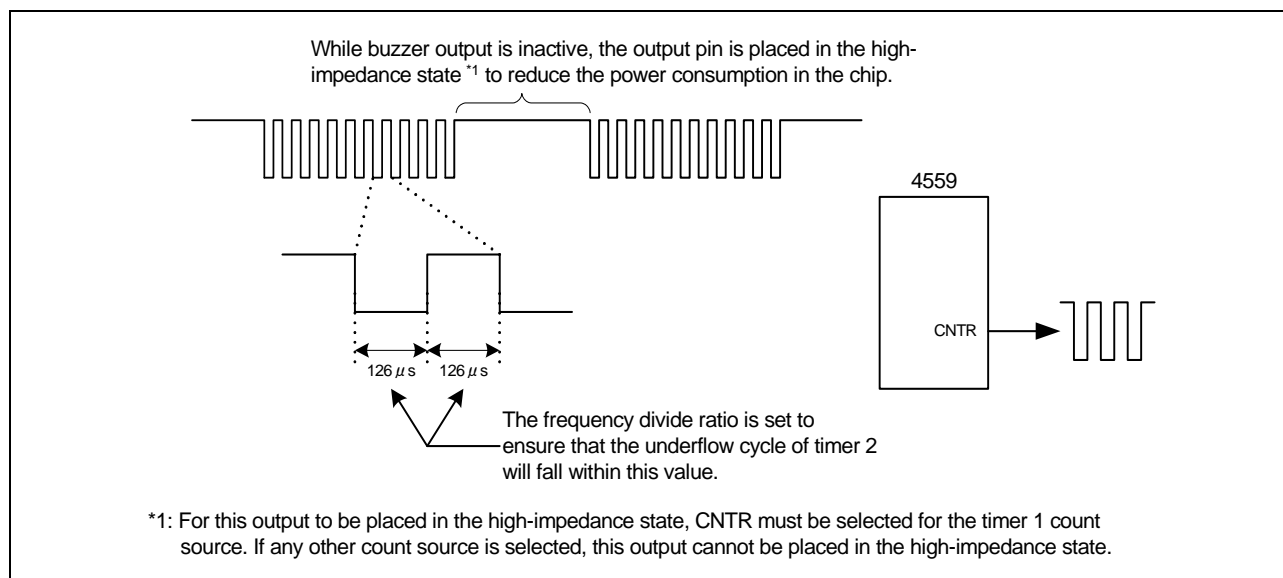 While buzzer output is inactive, the output pin is placed in the high-
impedance state *1 to reduce the power consumption in the chip.
4559
CNTR
126 μ s
126 μ s
The frequency divide ratio is set to
ensure that the underflow cycle of timer 2
will fall within this value.
*1: For this output to be placed in the high-impedance state, CNTR must be selected for the timer 1 count
source. If any other count source is selected, this output cannot be placed in the high-impedance state.